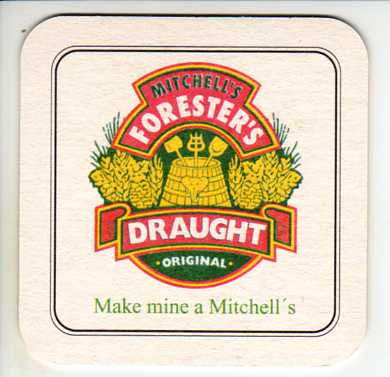 MITCHELL'S
FORESTER'S
DRAUGHT
· ORIGINAL ·
Make mine a Mitchell´s